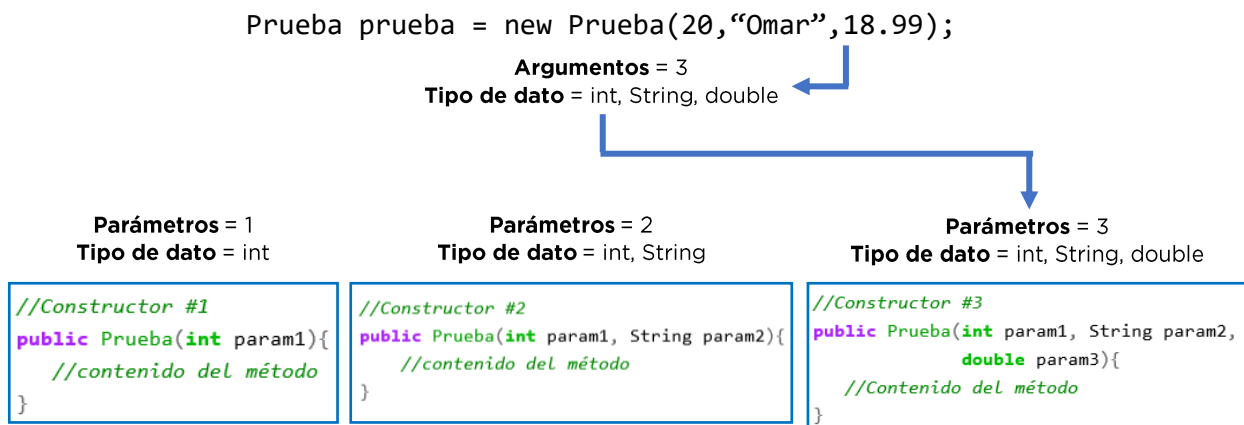 Prueba prueba = new Prueba(20,“Omar”,18.99);
Argumentos = 3
Tipo de dato = int, String, double
Parámetros = 1
Tipo de dato = int
//Constructor #1
public Prueba(int param1){
//contenido del método
}
Parámetros = 2
Tipo de dato = int, String
//Constructor #2
public Prueba(int param1, String param2){
//contenido del método
}
Parámetros = 3
Tipo de dato = int, String, double
//Constructor #3
public Prueba(int param1, String param2,
double param3){
//Contenido del método
}